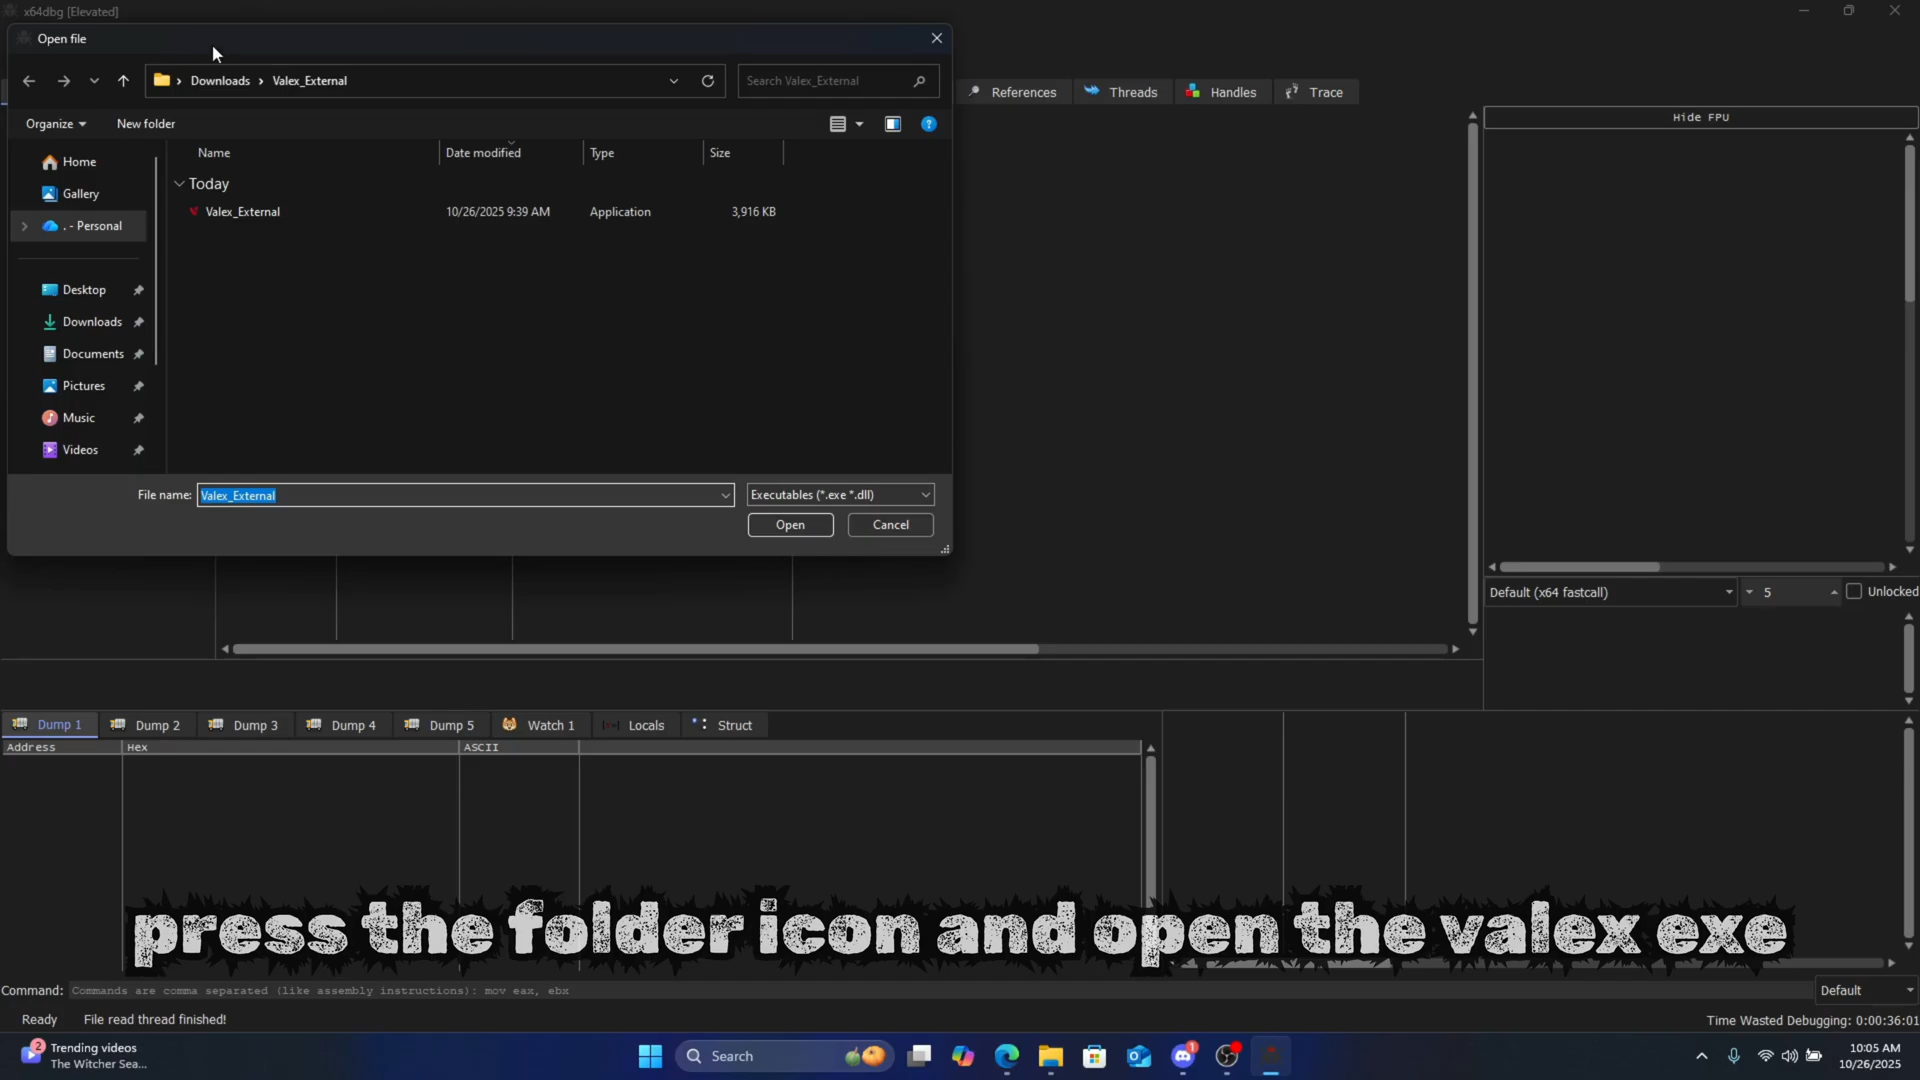 x64dbg [Elevated]
Open file
Downloads > Valex_External
Search Valex_External
References
Threads
Handles
Trace
Organize
New folder
Hide FPU
Name
Date modified
Type
Size
Home
Gallery
. - Personal
Desktop
Downloads
Documents
Pictures
Music
Videos
Today
Valex_External
10/26/2025 9:39 AM
Application
3,916 KB
File name:
Valex_External
Executables (*.exe *.dll)
Open
Cancel
Default (x64 fastcall)
5
Unlocked
Dump 1
Dump 2
Dump 3
Dump 4
Dump 5
Watch 1
Locals
Struct
Address
Hex
ASCII
press the folder icon and open the valex exe
Command:
Commands are comma separated (like assembly instructions): mov eax, ebx
Default
Ready
File read thread finished!
Time Wasted Debugging: 0:00:36:01
2
Trending videos
The Witcher Sea...
Search
1
10:05 AM
10/26/2025